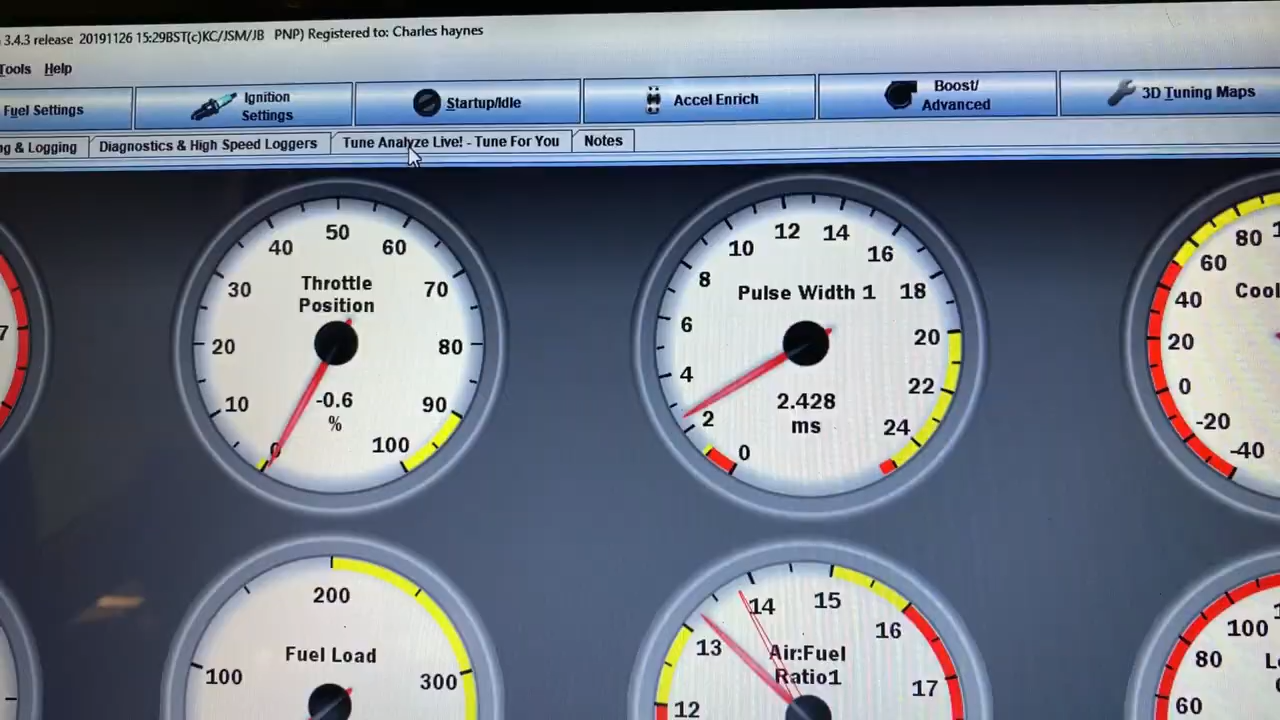 3.4.3 release 20191126 15:29BST(c)KC/JSM/JB PNP) Registered to: Charles haynes
Tools Help
Fuel Settings
Ignition
Settings
Startup/Idle
Accel Enrich
Boost/
Advanced
3D Tuning Maps
g & Logging
Diagnostics & High Speed Loggers
Tune Analyze Live! - Tune For You
Notes
7
0 10 20 30 40 50 60 70 80 90 100
Throttle
Position
-0.6
%
0 2 4 6 8 10 12 14 16 18 20 22 24
Pulse Width 1
2.428
ms
-40 -20 0 20 40 60 80
Cool
100 200 300
Fuel Load
12 13 14 15 16 17
Air:Fuel
Ratio1
60 80 100